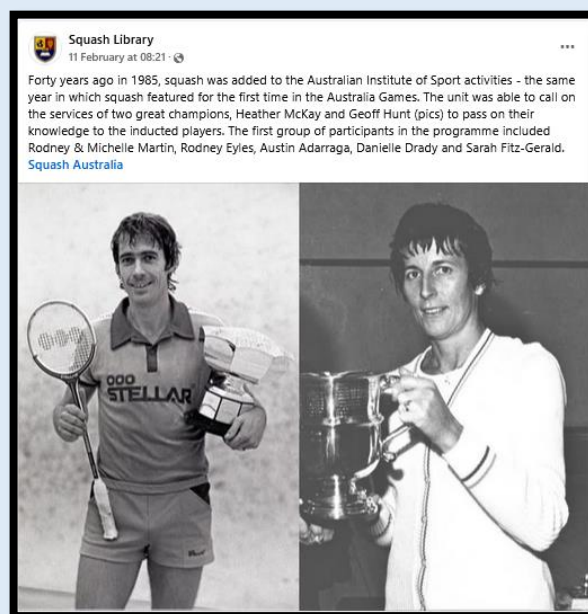 Squash Library
11 February at 08:21 ·
Forty years ago in 1985, squash was added to the Australian Institute of Sport activities - the same
year in which squash featured for the first time in the Australia Games. The unit was able to call on
the services of two great champions, Heather McKay and Geoff Hunt (pics) to pass on their
knowledge to the inducted players. The first group of participants in the programme included
Rodney & Michelle Martin, Rodney Eyles, Austin Adarraga, Danielle Drady and Sarah Fitz-Gerald.
Squash Australia
STELLAR